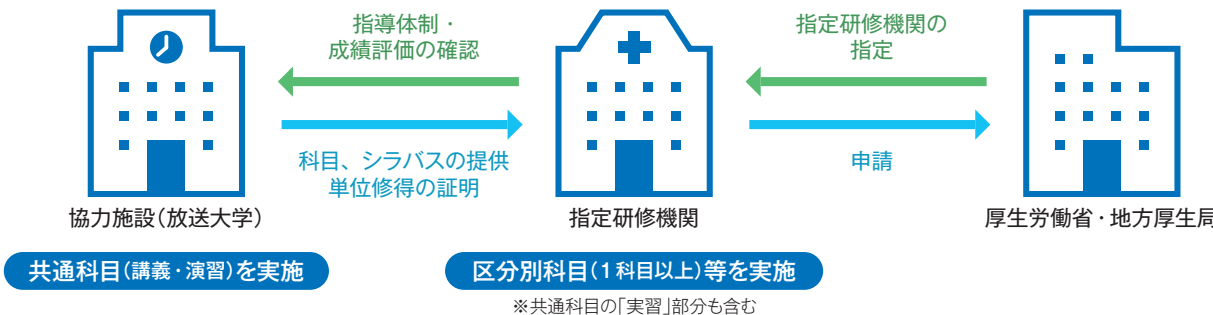 指導体制・
成績評価の確認
指定研修機関の
指定
科目、シラバスの提供
単位修得の証明
申請
協力施設（放送大学）
指定研修機関
厚生労働省・地方厚生局
共通科目（講義・演習）を実施
区分別科目（１科目以上）等を実施
※共通科目の「実習」部分も含む